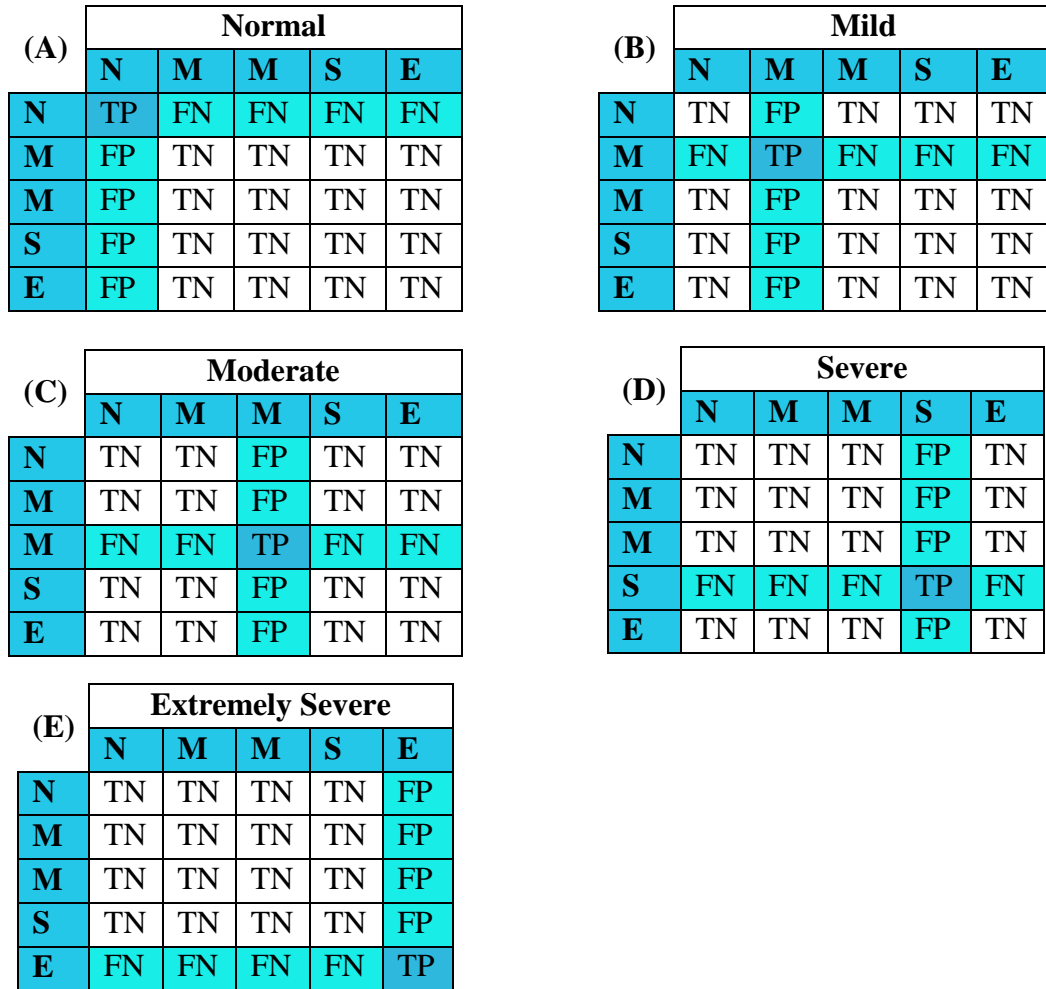 (A) Normal
N M M S E
N TP FN FN FN FN
M FP TN TN TN TN
M FP TN TN TN TN
S FP TN TN TN TN
E FP TN TN TN TN
(B) Mild
N M M S E
N TN FP TN TN TN
M FN TP FN FN FN
M TN FP TN TN TN
S TN FP TN TN TN
E TN FP TN TN TN
(C) Moderate
N M M S E
N TN TN FP TN TN
M TN TN FP TN TN
M FN FN TP FN FN
S TN TN FP TN TN
E TN TN FP TN TN
(D) Severe
N M M S E
N TN TN TN FP TN
M TN TN TN FP TN
M TN TN TN FP TN
S FN FN FN TP FN
E TN TN TN FP TN
(E) Extremely Severe
N M M S E
N TN TN TN TN FP
M TN TN TN TN FP
M TN TN TN TN FP
S TN TN TN TN FP
E FN FN FN FN TP